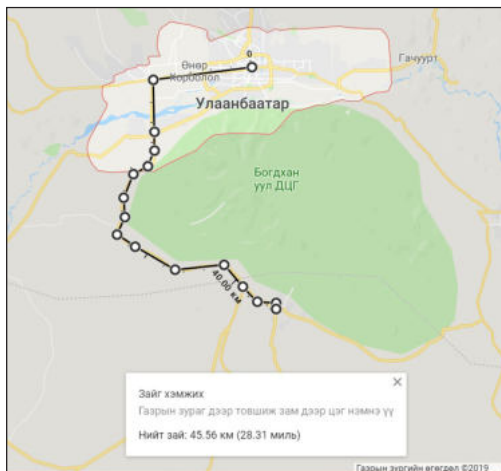 0
Гачуурт
Өнөр
Хороолол
Улаанбаатар
Богдхан
уул ДЦГ
40.00 км
Зайг хэмжих
Газрын зураг дээр товшиж зам дээр цэг нэмнэ үү
Нийт зай: 45.56 км (28.31 миль)
Газрын зургийн өгөгдөл ©2019